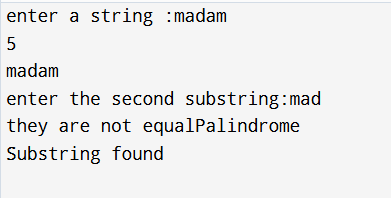 enter a string :madam
5
madam
enter the second substring:mad
they are not equalPalindrome
Substring found